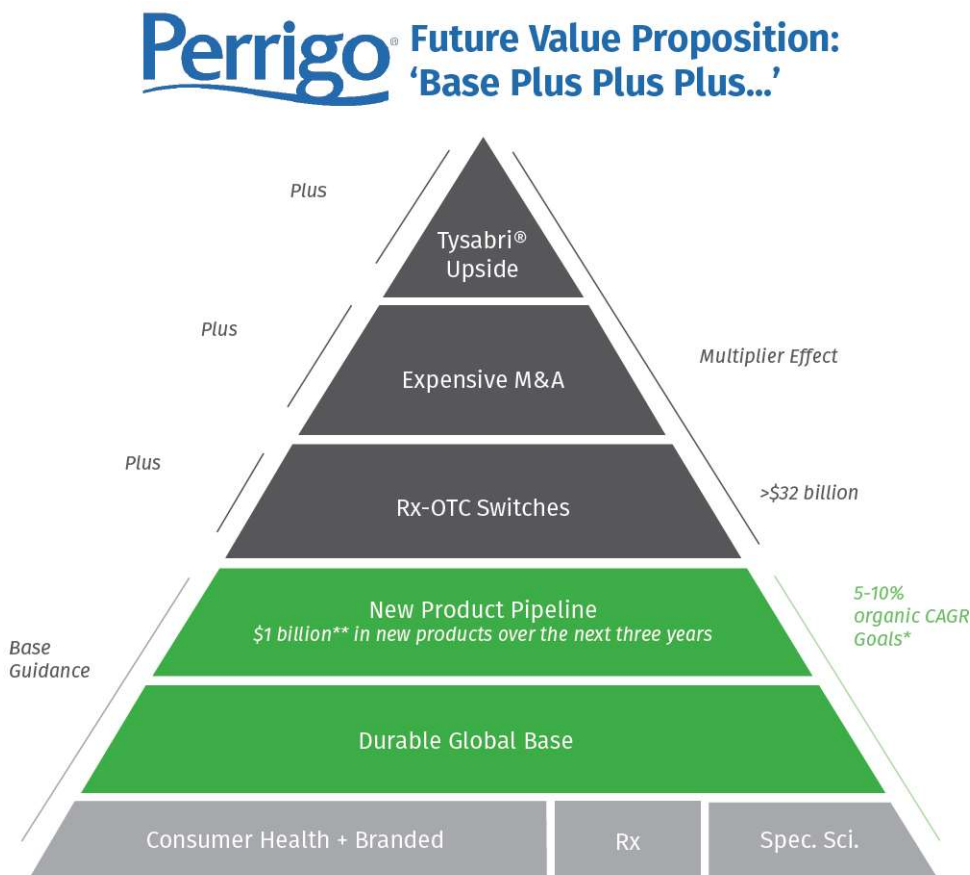 Perrigo® Future Value Proposition:
‘Base Plus Plus Plus...’
Plus
Tysabri®
Upside
Plus
Expensive M&A
Multiplier Effect
Plus
Rx-OTC Switches
>$32 billion
New Product Pipeline
$1 billion** in new products over the next three years
5-10%
organic CAGR
Goals*
Base
Guidance
Durable Global Base
Consumer Health + Branded
Rx
Spec. Sci.